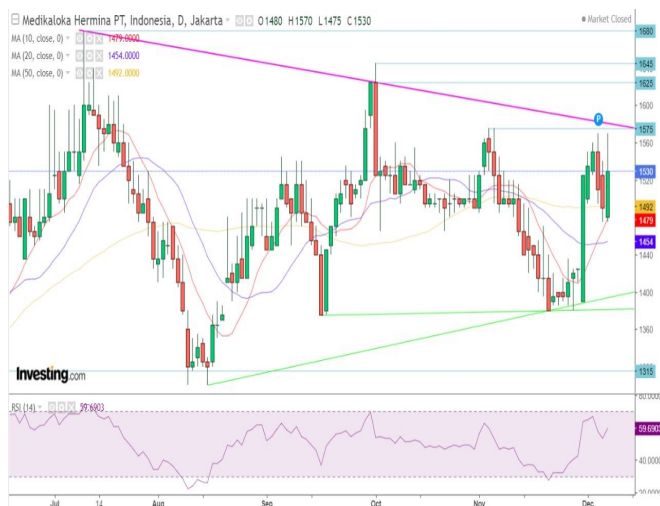 Medikaloka Hermina PT, Indonesia, D, Jakarta O1480 H1570 L1475 C1530
Market Closed
MA (10, close, 0) 1479.0000
MA (20, close, 0) 1454.0000
MA (50, close, 0) 1492.0000
1680
1645
1625
1600
1575
1560
1530
1520
1492
1479
1454
1440
1400
1360
1315
P
Investing.com
RSI (14) 59.6903
80.0000
59.6903
40.0000
20.0000
Jul 14 Aug Sep Oct Nov Dec